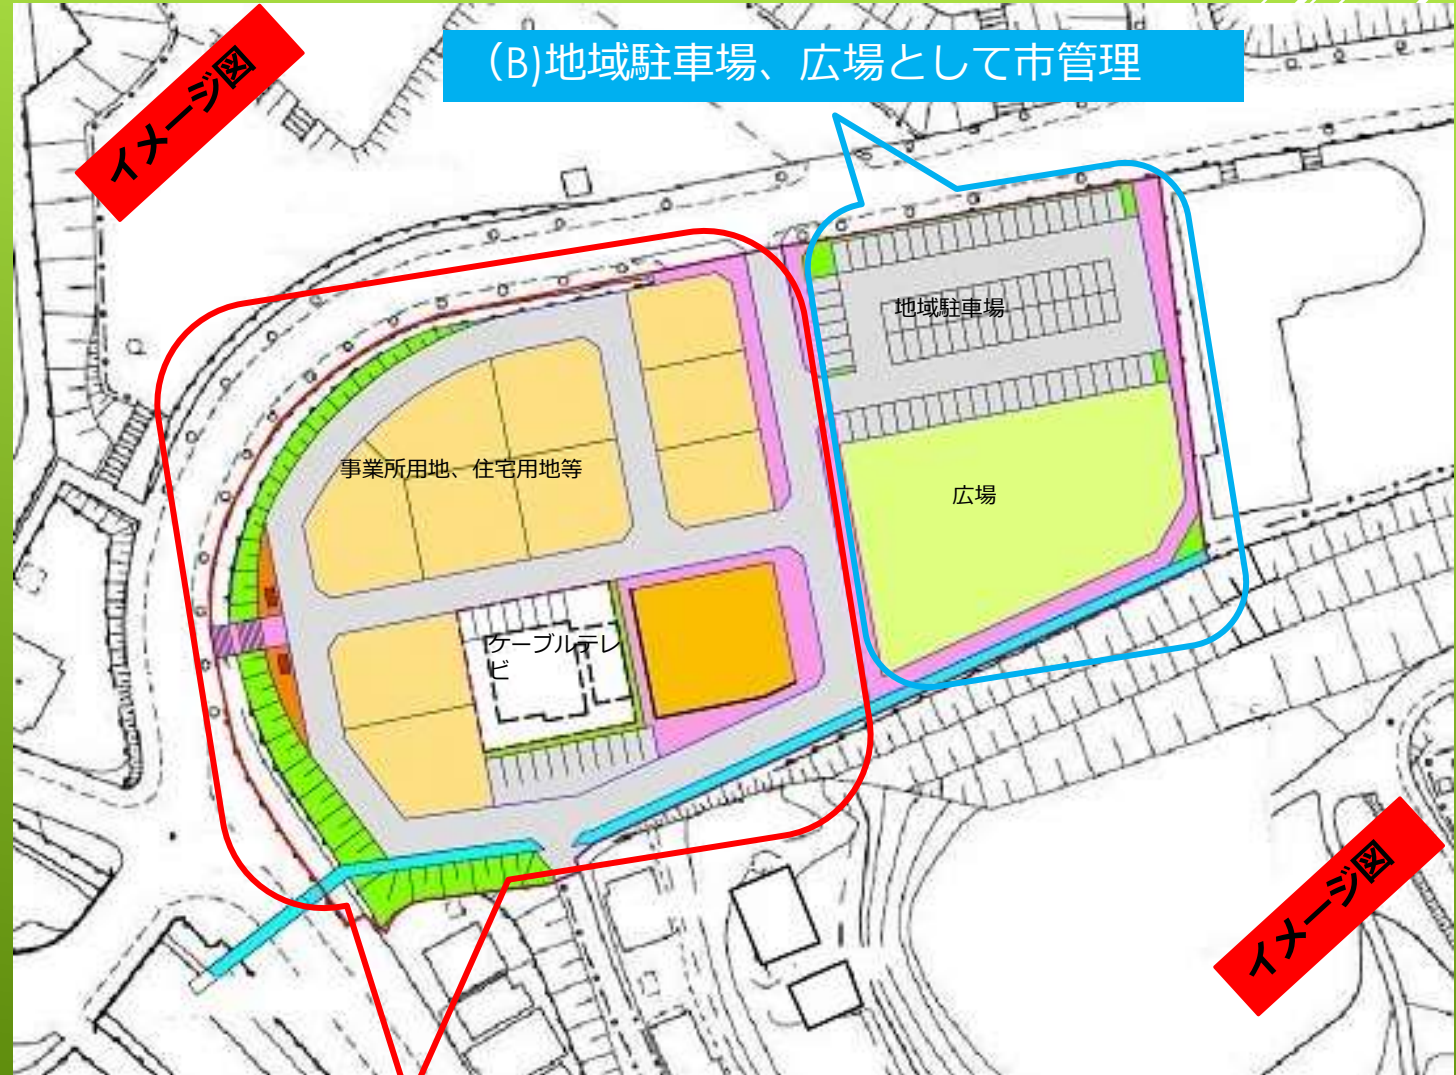 イメージ図
（B)地域駐車場、広場として市管理
地域駐車場
事業所用地、住宅用地等
広場
ケーブルテレ
ビ
イメージ図